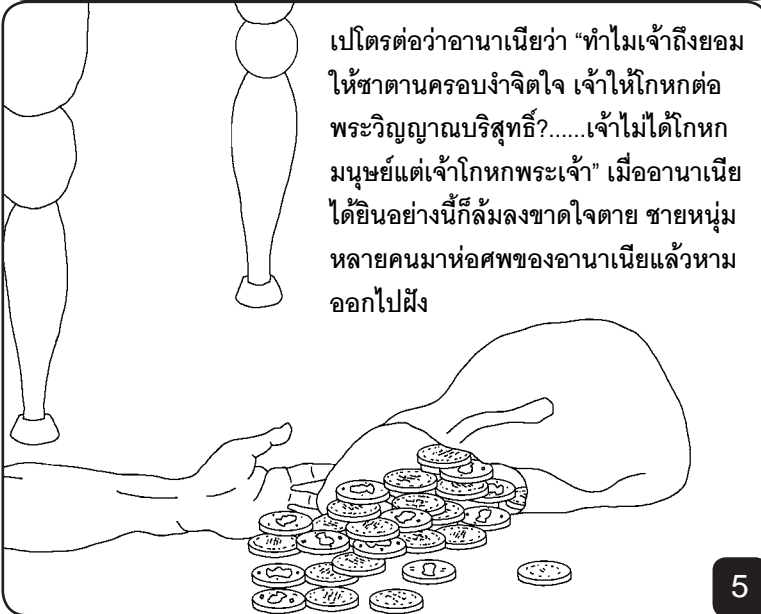 เปโตรต่อว่าอานาเนียว่า “ทำไมเจ้าถึงยอม
ให้ซาตานครอบงำจิตใจ เจ้าให้โกหกต่อ
พระวิญญาณบริสุทธิ์?......เจ้าไม่ได้โกหก
มนุษย์แต่เจ้าโกหกพระเจ้า” เมื่ออานาเนีย
ได้ยินอย่างนี้ก็ล้มลงขาดใจตาย ชายหนุ่ม
หลายคนมาห่อศพของอานาเนียแล้วหาม
ออกไปฝัง
5